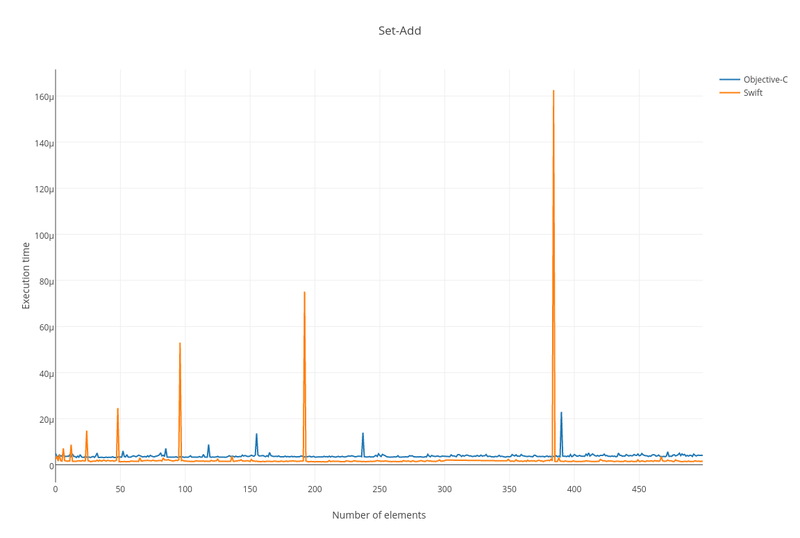 Set-Add
Objective-C
Swift
Execution time
160μ
140μ
120μ
100μ
80μ
60μ
40μ
20μ
0
0 50 100 150 200 250 300 350 400 450
Number of elements